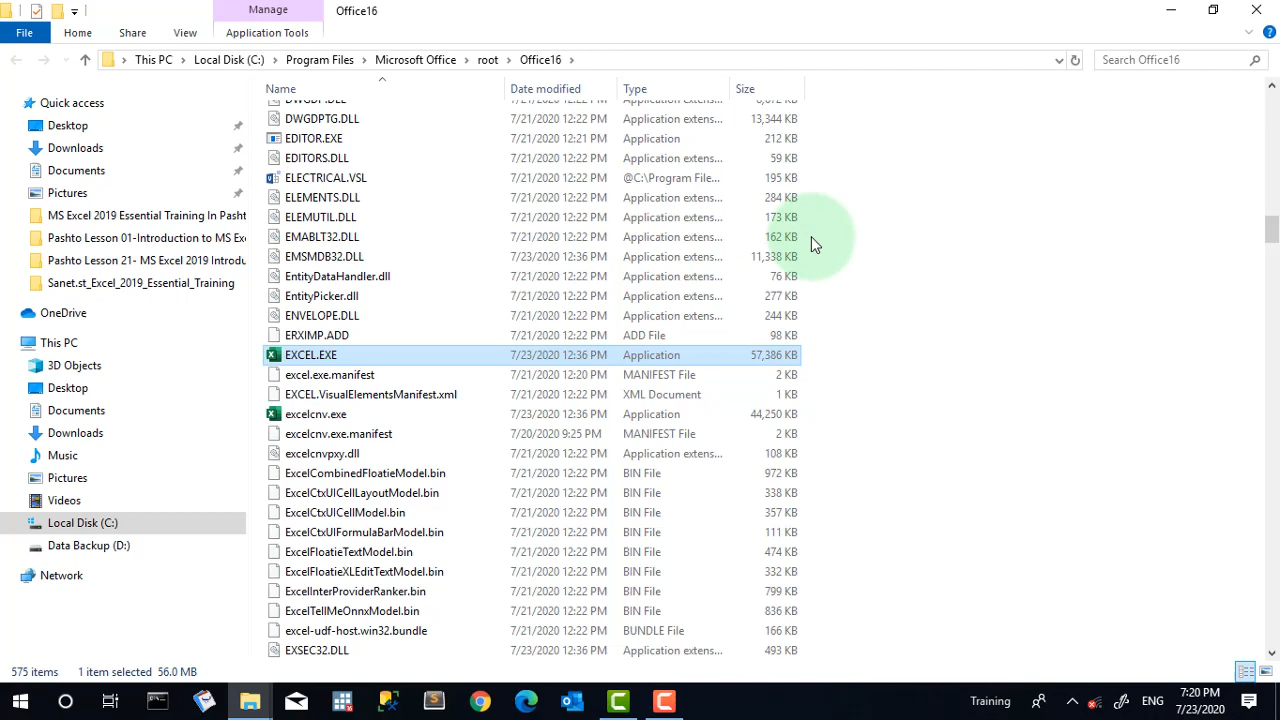 Manage
Office16
File
Home
Share
View
Application Tools
This PC
Local Disk (C:)
Program Files
Microsoft Office
root
Office16
Search Office16
Name
Date modified
Type
Size
Quick access
Desktop
Downloads
Documents
Pictures
MS Excel 2019 Essential Training In Pasht
Pashto Lesson 01-Introduction to MS Exc
Pashto Lesson 21- MS Excel 2019 Introdu
Sanet.st_Excel_2019_Essential_Training
OneDrive
This PC
3D Objects
Desktop
Documents
Downloads
Music
Pictures
Videos
Local Disk (C:)
Data Backup (D:)
Network
DWGDP.DLL 7/21/2020 12:22 PM Application extens... 6,672 KB
DWGDPTG.DLL 7/21/2020 12:22 PM Application extens... 13,344 KB
EDITOR.EXE 7/21/2020 12:21 PM Application 212 KB
EDITORS.DLL 7/21/2020 12:22 PM Application extens... 59 KB
ELECTRICAL.VSL 7/21/2020 12:22 PM @C:\Program File... 195 KB
ELEMENTS.DLL 7/21/2020 12:22 PM Application extens... 284 KB
ELEMUTIL.DLL 7/21/2020 12:22 PM Application extens... 173 KB
EMABLT32.DLL 7/21/2020 12:22 PM Application extens... 162 KB
EMSMDB32.DLL 7/23/2020 12:36 PM Application extens... 11,338 KB
EntityDataHandler.dll 7/21/2020 12:22 PM Application extens... 76 KB
EntityPicker.dll 7/21/2020 12:22 PM Application extens... 277 KB
ENVELOPE.DLL 7/21/2020 12:22 PM Application extens... 244 KB
ERXIMP.ADD 7/21/2020 12:22 PM ADD File 98 KB
EXCEL.EXE 7/23/2020 12:36 PM Application 57,386 KB
excel.exe.manifest 7/21/2020 12:20 PM MANIFEST File 2 KB
EXCEL.VisualElementsManifest.xml 7/21/2020 12:22 PM XML Document 1 KB
excelcnv.exe 7/23/2020 12:36 PM Application 44,250 KB
excelcnv.exe.manifest 7/20/2020 9:25 PM MANIFEST File 2 KB
excelcnvpxy.dll 7/21/2020 12:22 PM Application extens... 108 KB
ExcelCombinedFloatieModel.bin 7/21/2020 12:22 PM BIN File 972 KB
ExcelCtxUICellLayoutModel.bin 7/21/2020 12:22 PM BIN File 338 KB
ExcelCtxUICellModel.bin 7/21/2020 12:22 PM BIN File 357 KB
ExcelCtxUIFormulaBarModel.bin 7/21/2020 12:22 PM BIN File 111 KB
ExcelFloatieTextModel.bin 7/21/2020 12:22 PM BIN File 474 KB
ExcelFloatieXLEditTextModel.bin 7/21/2020 12:22 PM BIN File 332 KB
ExcelInterProviderRanker.bin 7/21/2020 12:22 PM BIN File 799 KB
ExcelTellMeOnnxModel.bin 7/21/2020 12:22 PM BIN File 836 KB
excel-udf-host.win32.bundle 7/21/2020 12:22 PM BUNDLE File 166 KB
EXSEC32.DLL 7/23/2020 12:36 PM Application extens... 493 KB
575 items
1 item selected 56.0 MB
Training
ENG
7:20 PM
7/23/2020